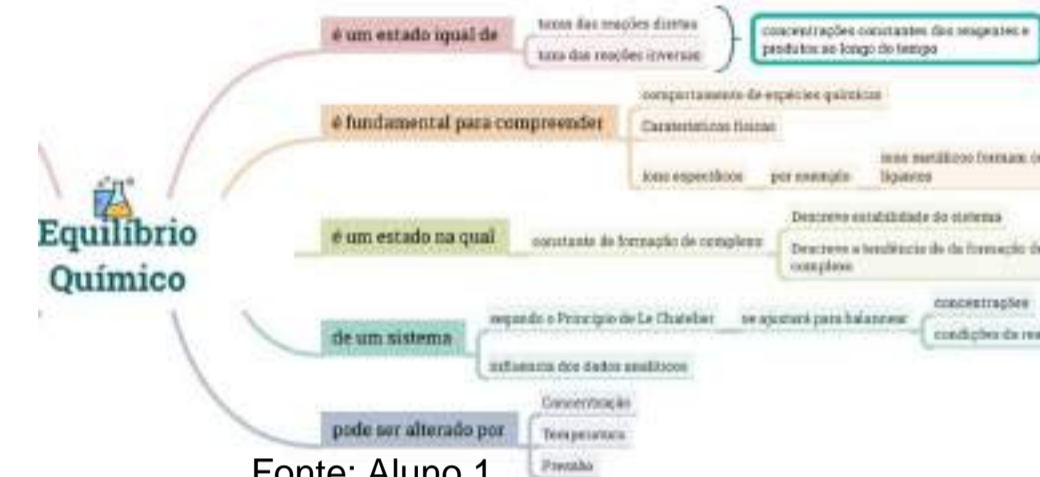 é um estado igual de
taxas das reações diretas
taxa das reações inversas
concentrações constantes dos reagentes e
produtos ao longo do tempo
é fundamental para compreender
comportamento de espécies químicas
Características físicas
íons específicos
por exemplo
íons metálicos formam
ligantes
Equilíbrio
Químico
é um estado na qual
constante de formação de complexo
Descreve estabilidade do sistema
Descreve a tendência de da formação
complexo
de um sistema
segundo o Princípio de Le Chatelier
se ajustará para balancear
concentrações
condições da
influencia dos dados analíticos
pode ser alterado por
Concentração
Temperatura
Pressão
Fonte: Aluno 1